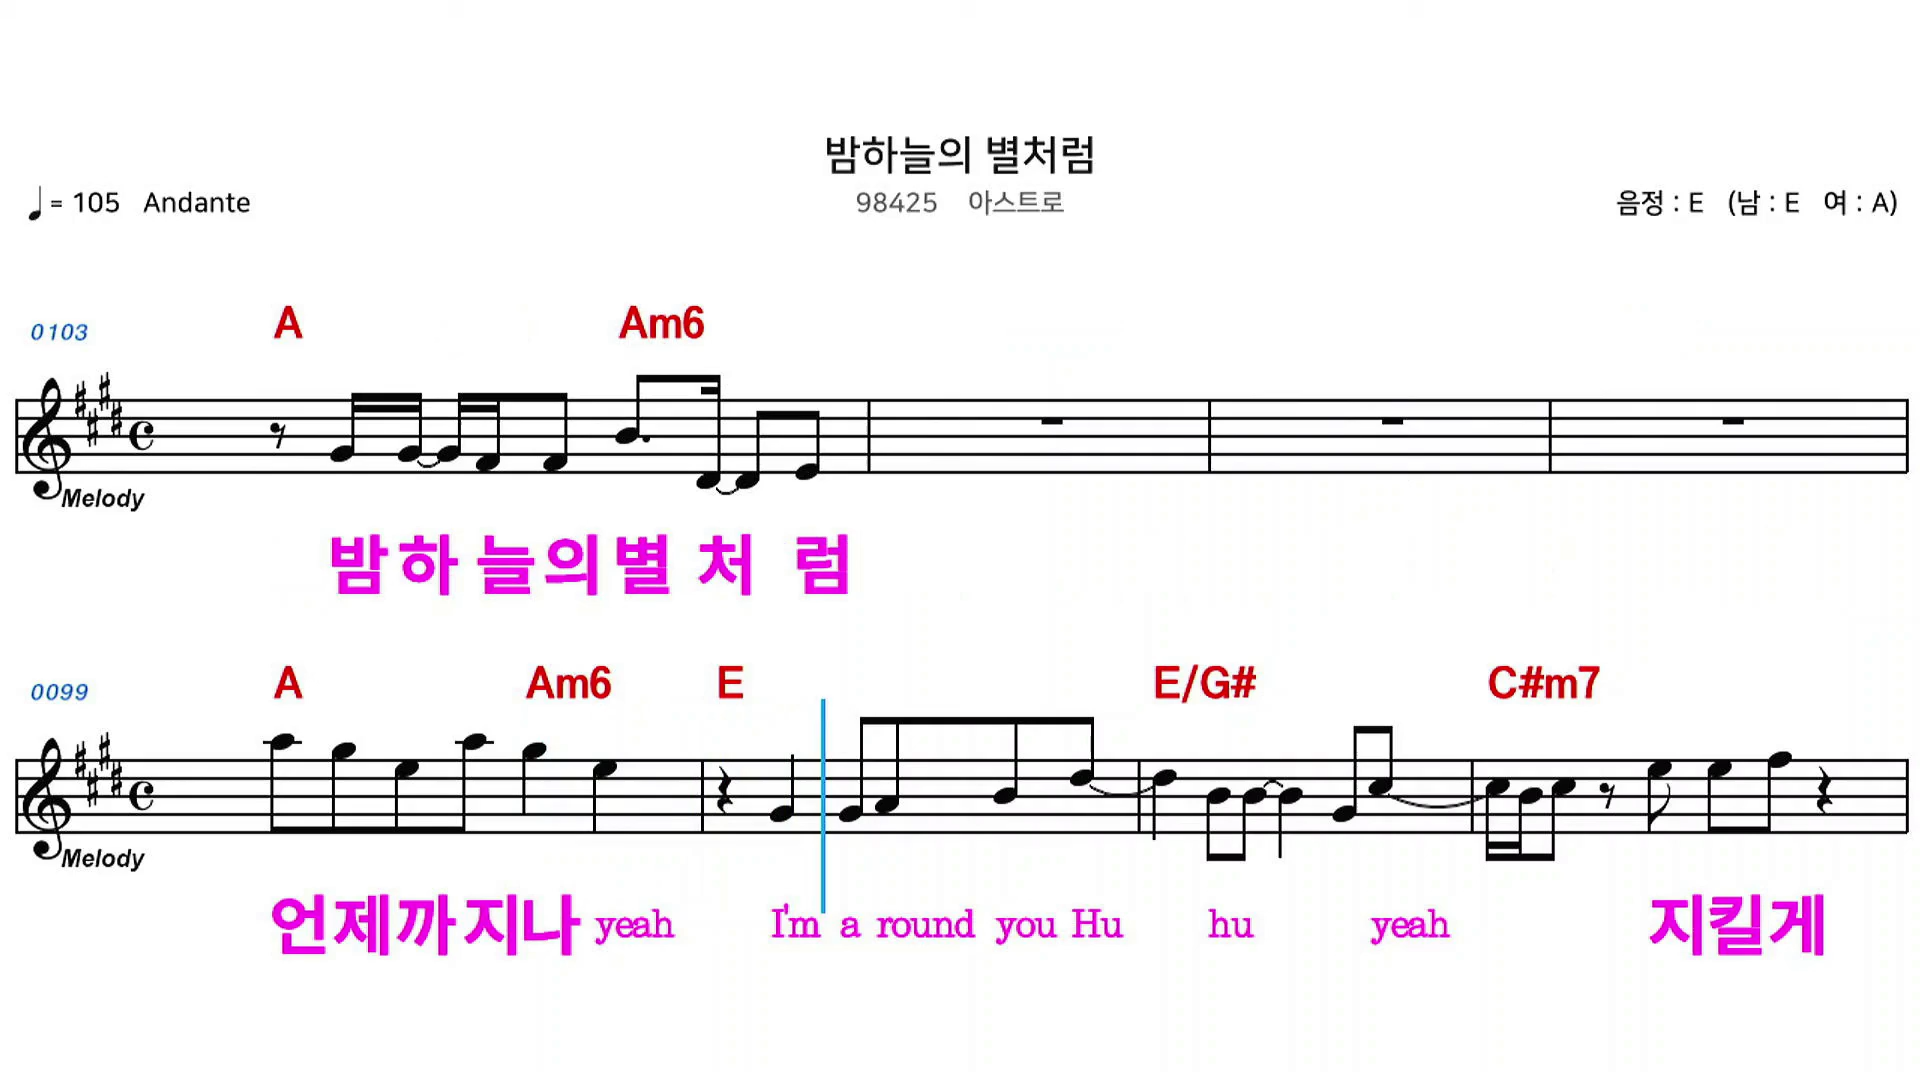 밤하늘의 별처럼
♩= 105 Andante
98425 아스트로
음정 : E (남 : E 여 : A)
0103 A Am6
Melody
밤하 늘의별 처 럼
0099 A Am6 E E/G# C#m7
Melody
언제까지나 yeah I'm a round you Hu hu yeah 지킬게